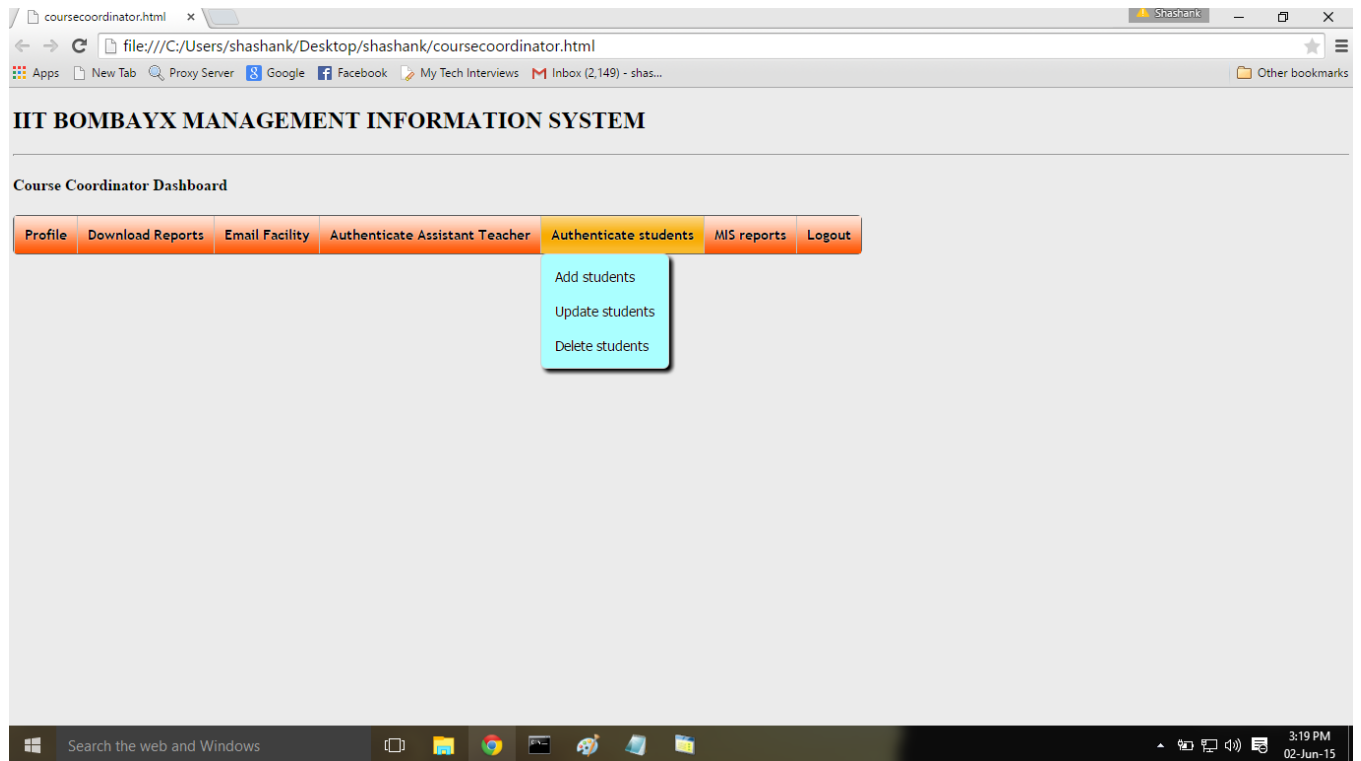 coursecoordinator.html
Shashank
file:///C:/Users/shashank/Desktop/shashank/coursecoordinator.html
Apps New Tab Proxy Server Google Facebook My Tech Interviews Inbox (2,149) - shas... Other bookmarks
IIT BOMBAYX MANAGEMENT INFORMATION SYSTEM
Course Coordinator Dashboard
Profile Download Reports Email Facility Authenticate Assistant Teacher Authenticate students MIS reports Logout
Add students
Update students
Delete students
Search the web and Windows
3:19 PM
02-Jun-15